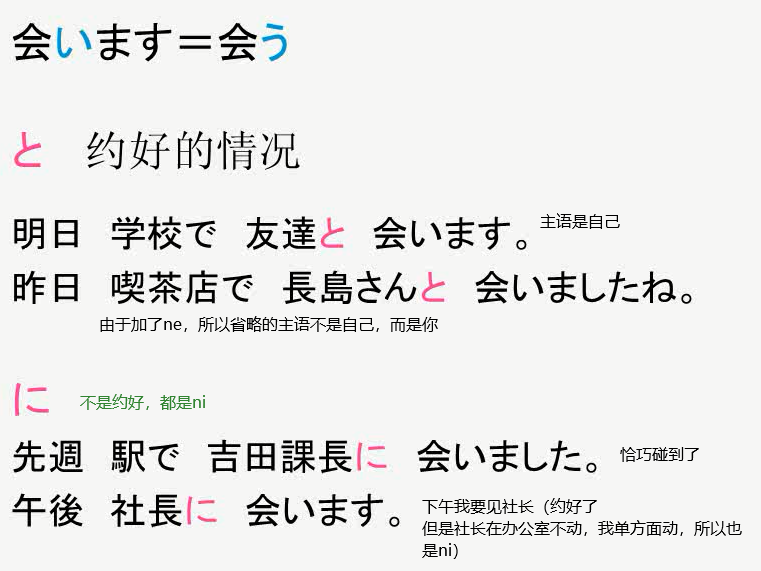 会います＝会う
と 约好的情况
明日 学校で 友達と 会います。 主语是自己
昨日 喫茶店で 長島さんと 会いましたね。
由于加了ne，所以省略的主语不是自己，而是你
に 不是约好，都是ni
先週 駅で 吉田課長に 会いました。 恰巧碰到了
午後 社長に 会います。 下午我要见社长（约好了
但是社长在办公室不动，我单方面动，所以也
是ni）